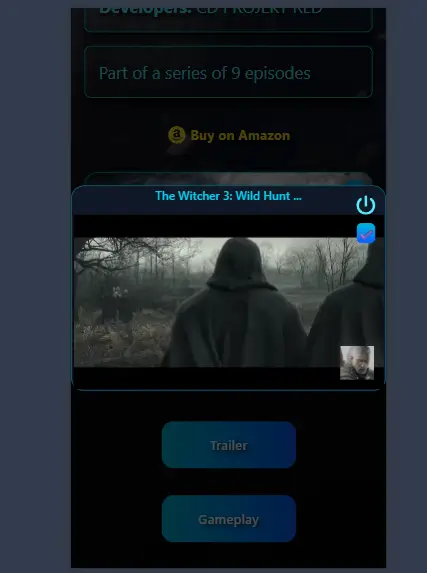 Developers: CD PROJEKT RED
Part of a series of 9 episodes
a Buy on Amazon
The Witcher 3: Wild Hunt ...
Trailer
Gameplay